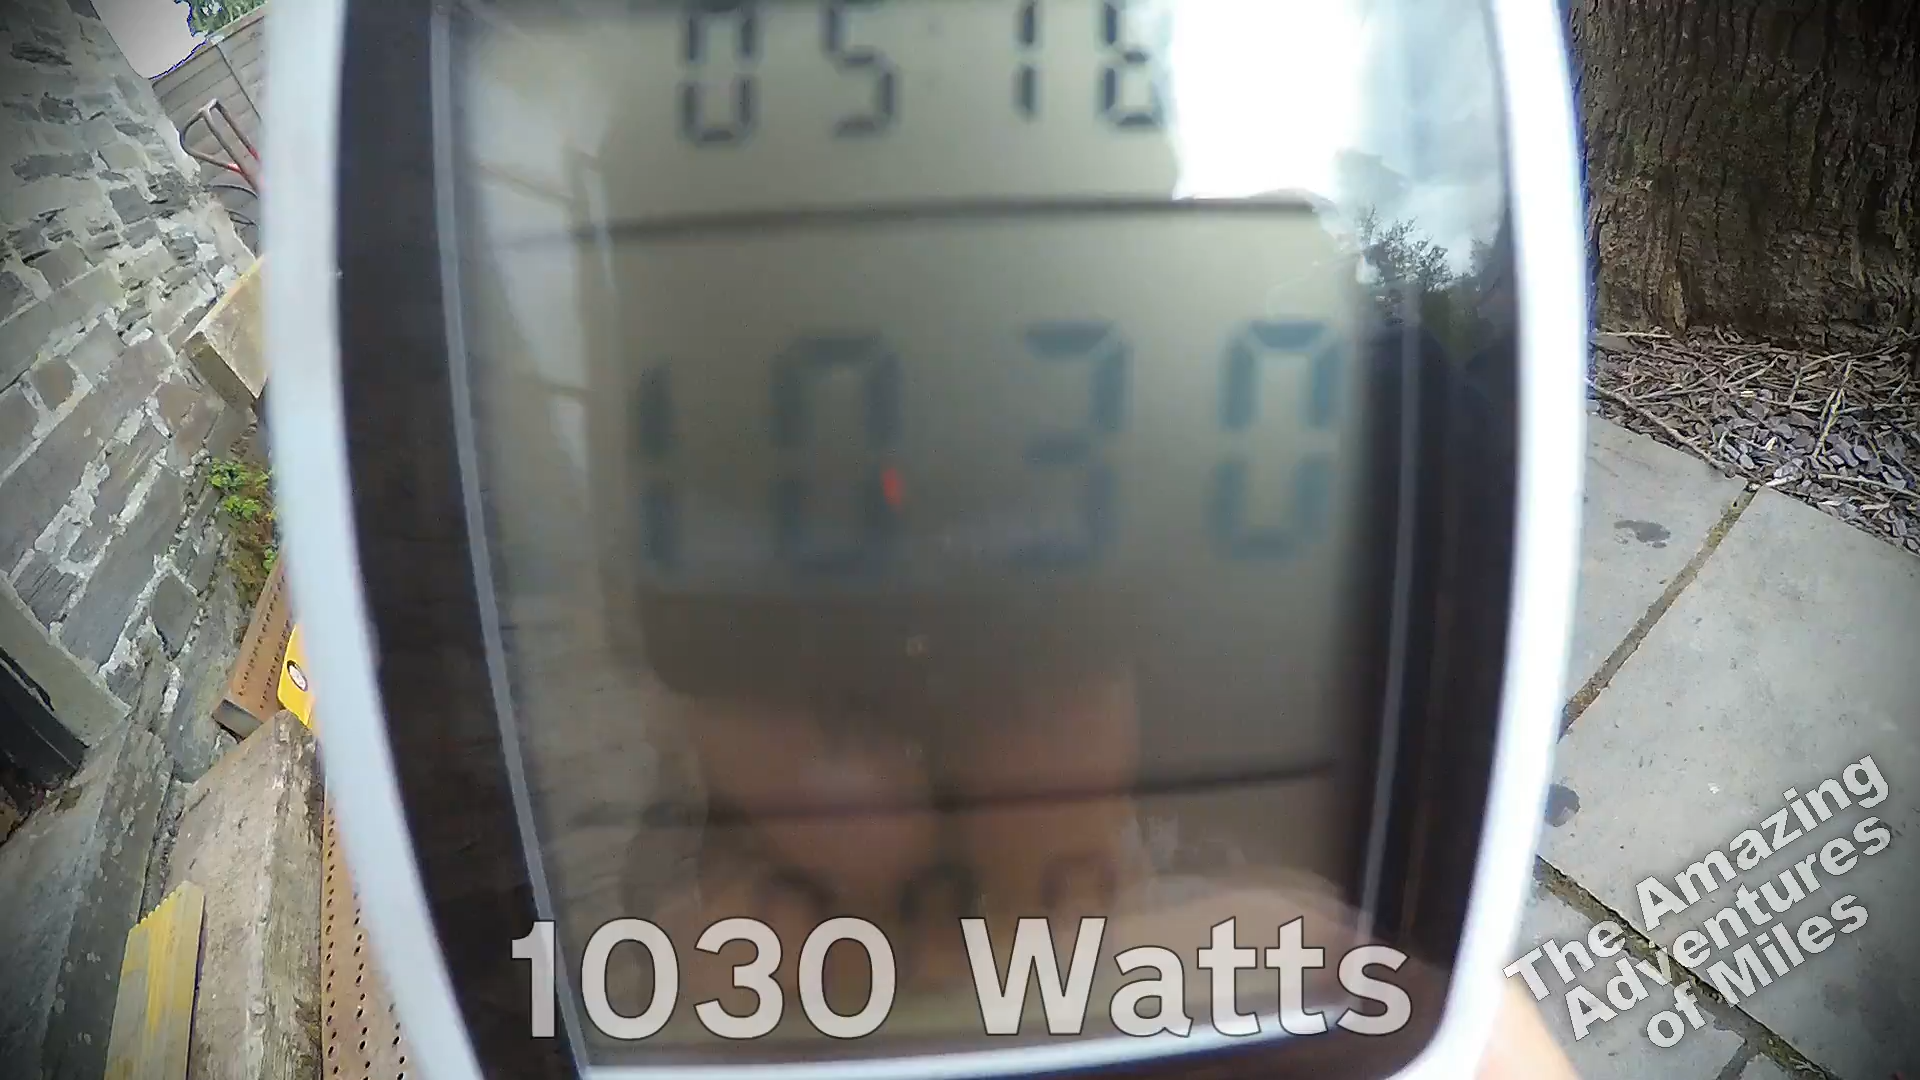 0516
1030
1030 Watts
The Amazing
Adventures
of Miles